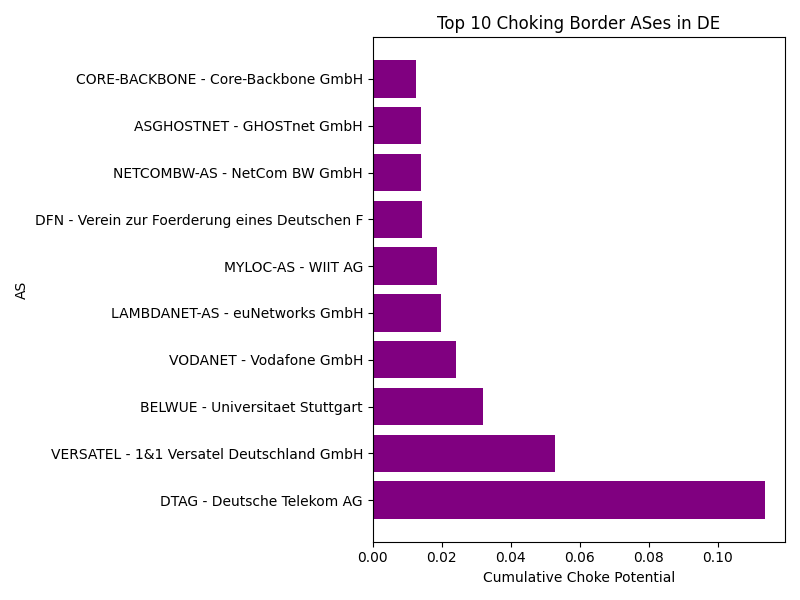 Top 10 Choking Border ASes in DE
CORE-BACKBONE - Core-Backbone GmbH
ASGHOSTNET - GHOSTnet GmbH
NETCOMBW-AS - NetCom BW GmbH
DFN - Verein zur Foerderung eines Deutschen F
MYLOC-AS - WIIT AG
LAMBDANET-AS - euNetworks GmbH
VODANET - Vodafone GmbH
BELWUE - Universitaet Stuttgart
VERSATEL - 1&1 Versatel Deutschland GmbH
DTAG - Deutsche Telekom AG
AS
0.00 0.02 0.04 0.06 0.08 0.10
Cumulative Choke Potential